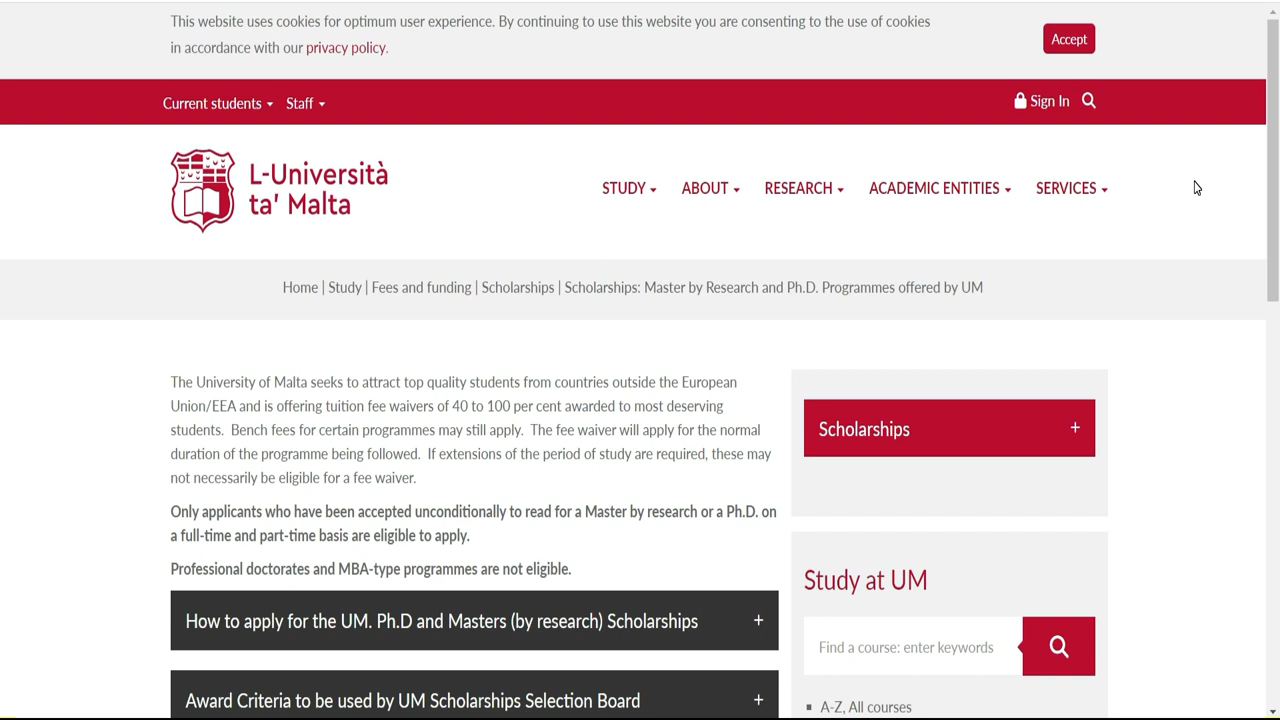 This website uses cookies for optimum user experience. By continuing to use this website you are consenting to the use of cookies
in accordance with our privacy policy.
Accept
Current students
Staff
Sign In
L-Università
ta' Malta
STUDY
ABOUT
RESEARCH
ACADEMIC ENTITIES
SERVICES
Home | Study | Fees and funding | Scholarships | Scholarships: Master by Research and Ph.D. Programmes offered by UM
The University of Malta seeks to attract top quality students from countries outside the European
Union/EEA and is offering tuition fee waivers of 40 to 100 per cent awarded to most deserving
students.  Bench fees for certain programmes may still apply.  The fee waiver will apply for the normal
duration of the programme being followed.  If extensions of the period of study are required, these may
not necessarily be eligible for a fee waiver.
Only applicants who have been accepted unconditionally to read for a Master by research or a Ph.D. on
a full-time and part-time basis are eligible to apply.
Professional doctorates and MBA-type programmes are not eligible.
How to apply for the UM. Ph.D and Masters (by research) Scholarships +
Award Criteria to be used by UM Scholarships Selection Board +
Scholarships +
Study at UM
Find a course: enter keywords
A-Z, All courses